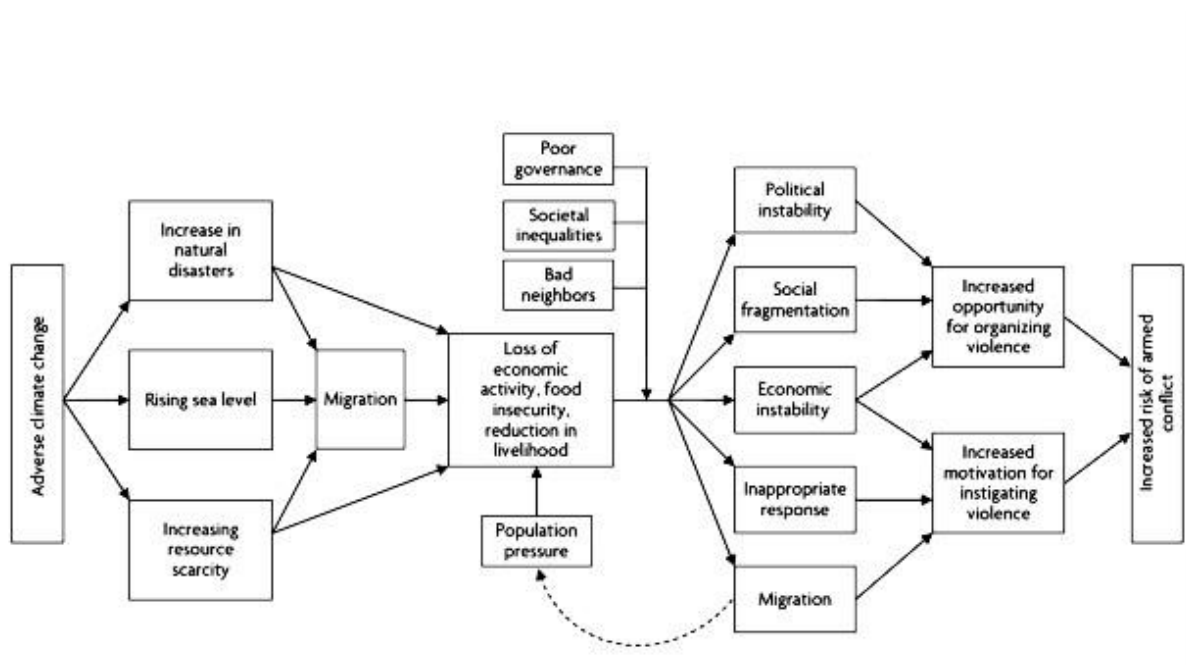 Adverse climate change
Increase in
natural
disasters
Rising sea level
Increasing
resource
scarcity
Migration
Poor
governance
Societal
inequalities
Bad
neighbors
Loss of
economic
activity, food
insecurity,
reduction in
livelihood
Population
pressure
Political
instability
Social
fragmentation
Economic
instability
Inappropriate
response
Migration
Increased
opportunity
for organizing
violence
Increased
motivation for
instigating
violence
Increased risk of armed
conflict